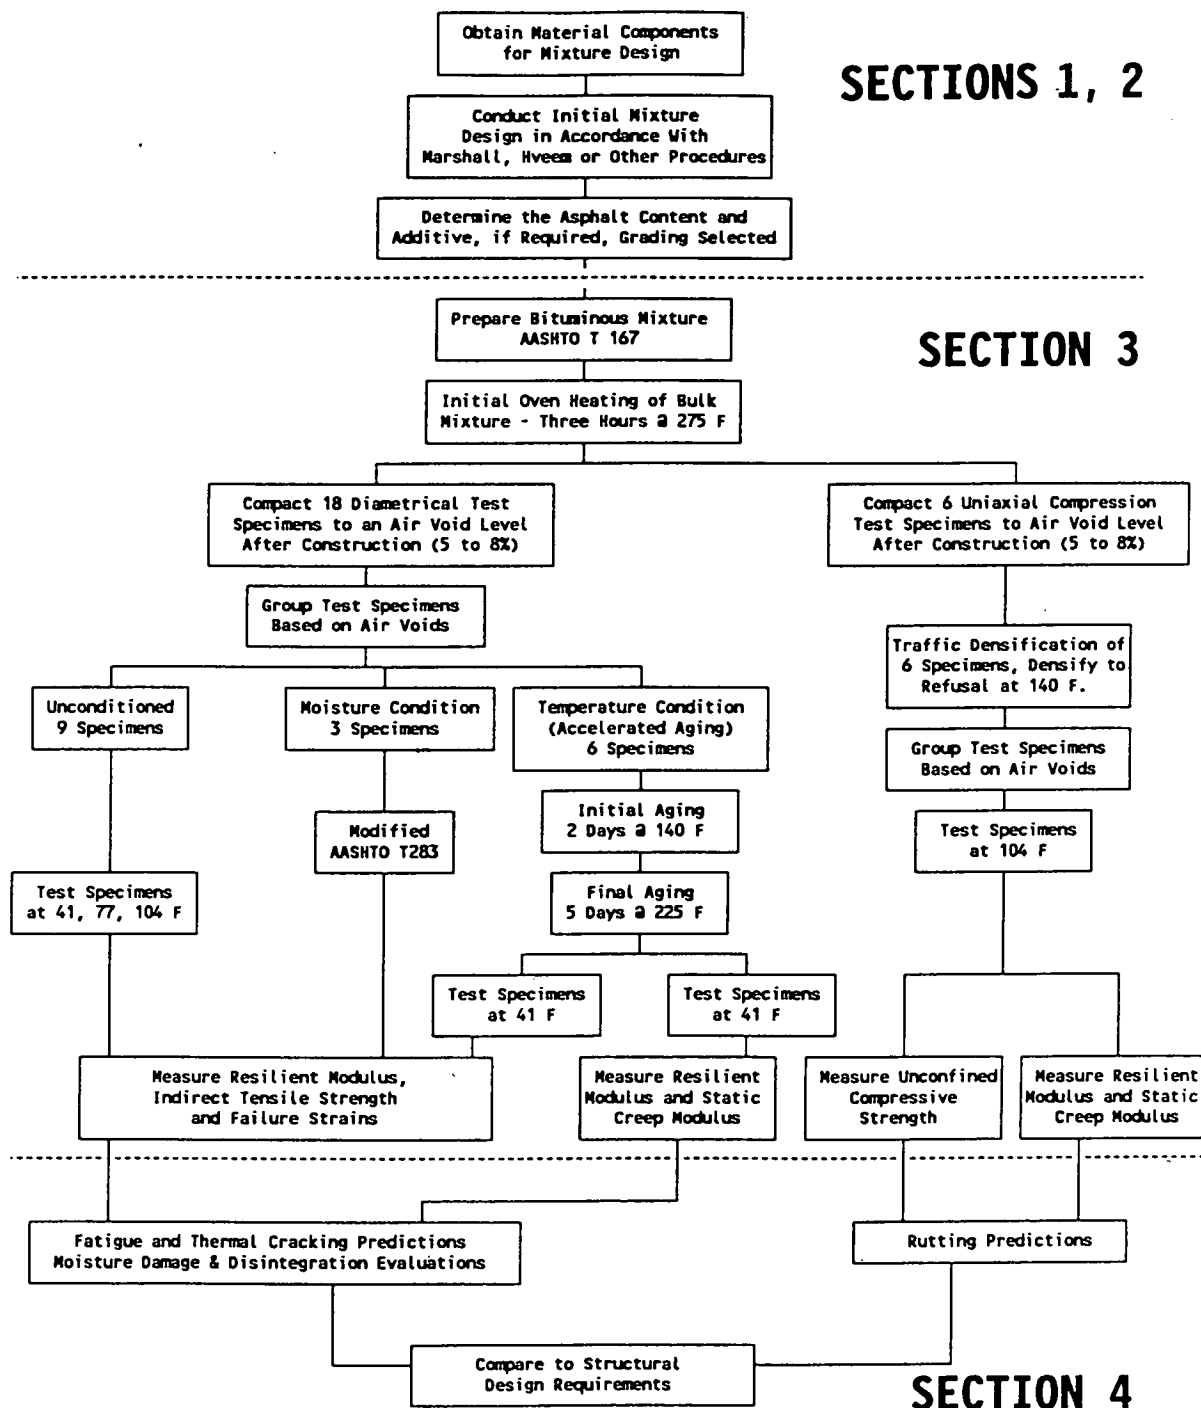 Obtain Material Components
for Mixture Design
SECTIONS 1, 2
Conduct Initial Mixture
Design in Accordance With
Marshall, Hveem or Other Procedures
Determine the Asphalt Content and
Additive, if Required, Grading Selected
Prepare Bituminous Mixture
AASHTO T 167
SECTION 3
Initial Oven Heating of Bulk
Mixture - Three Hours @ 275 F
Compact 18 Diametrical Test
Specimens to an Air Void Level
After Construction (5 to 8%)
Compact 6 Uniaxial Compression
Test Specimens to Air Void Level
After Construction (5 to 8%)
Group Test Specimens
Based on Air Voids
Traffic Densification of
6 Specimens, Densify to
Refusal at 140 F.
Unconditioned
9 Specimens
Moisture Condition
3 Specimens
Temperature Condition
(Accelerated Aging)
6 Specimens
Group Test Specimens
Based on Air Voids
Initial Aging
2 Days @ 140 F
Modified
AASHTO T283
Test Specimens
at 104 F
Test Specimens
at 41, 77, 104 F
Final Aging
5 Days @ 225 F
Test Specimens
at 41 F
Test Specimens
at 41 F
Measure Resilient Modulus,
Indirect Tensile Strength
and Failure Strains
Measure Resilient
Modulus and Static
Creep Modulus
Measure Unconfined
Compressive
Strength
Measure Resilient
Modulus and Static
Creep Modulus
Fatigue and Thermal Cracking Predictions
Moisture Damage & Disintegration Evaluations
Rutting Predictions
Compare to Structural
Design Requirements
SECTION 4